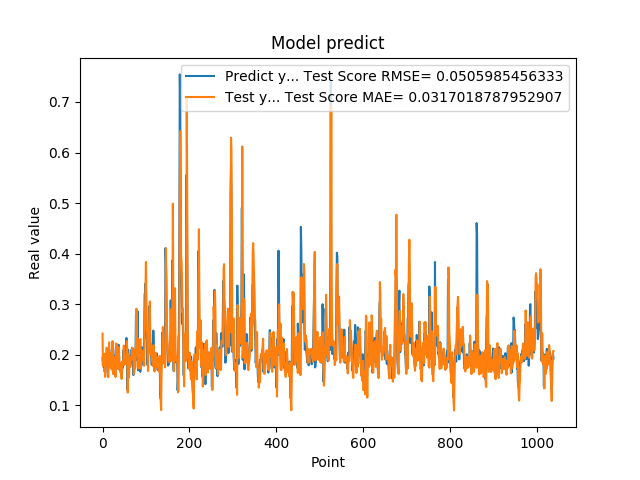 Model predict
Predict y... Test Score RMSE= 0.0505985456333
Test y... Test Score MAE= 0.0317018787952907
Real value
0.7
0.6
0.5
0.4
0.3
0.2
0.1
0 200 400 600 800 1000
Point